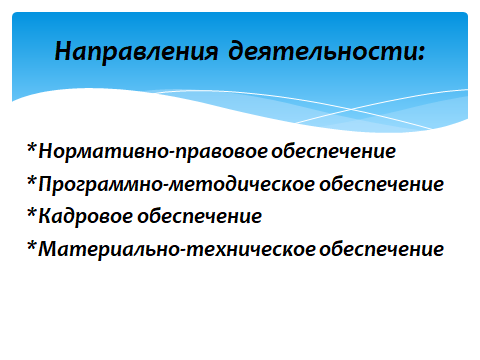 Направления деятельности:
*Нормативно-правовое обеспечение
*Программно-методическое обеспечение
*Кадровое обеспечение
*Материально-техническое обеспечение